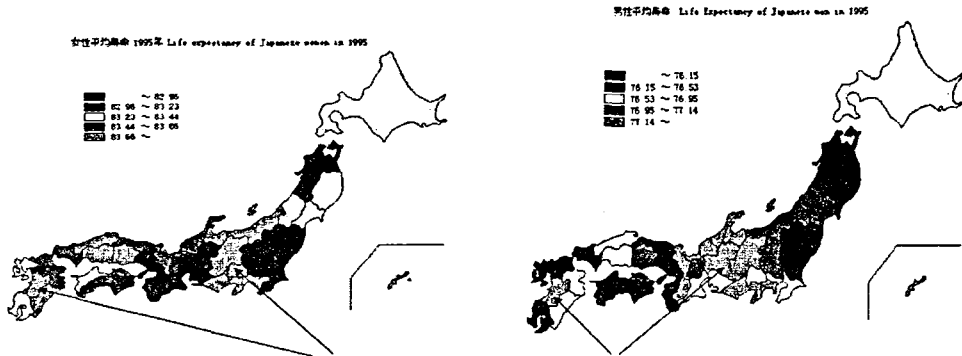 女性平均寿命 1995年 Life expectancy of Japanese women in 1995
～ 82 96
82 96 ～ 83 23
83 23 ～ 83 44
83 44 ～ 83 66
83 66 ～
男性平均寿命 Life Expectancy of Japanese men in 1995
～ 76.15
76 15 ～ 76 53
76 53 ～ 76 95
76 95 ～ 77 14
77 14 ～